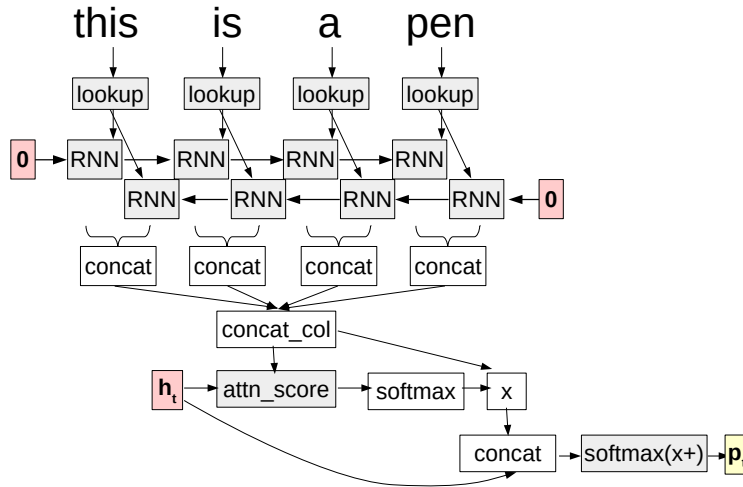 this is a pen
lookup lookup lookup lookup
0 RNN RNN RNN RNN
RNN RNN RNN RNN 0
concat concat concat concat
concat_col
h_t attn_score softmax x
concat softmax(x+) p